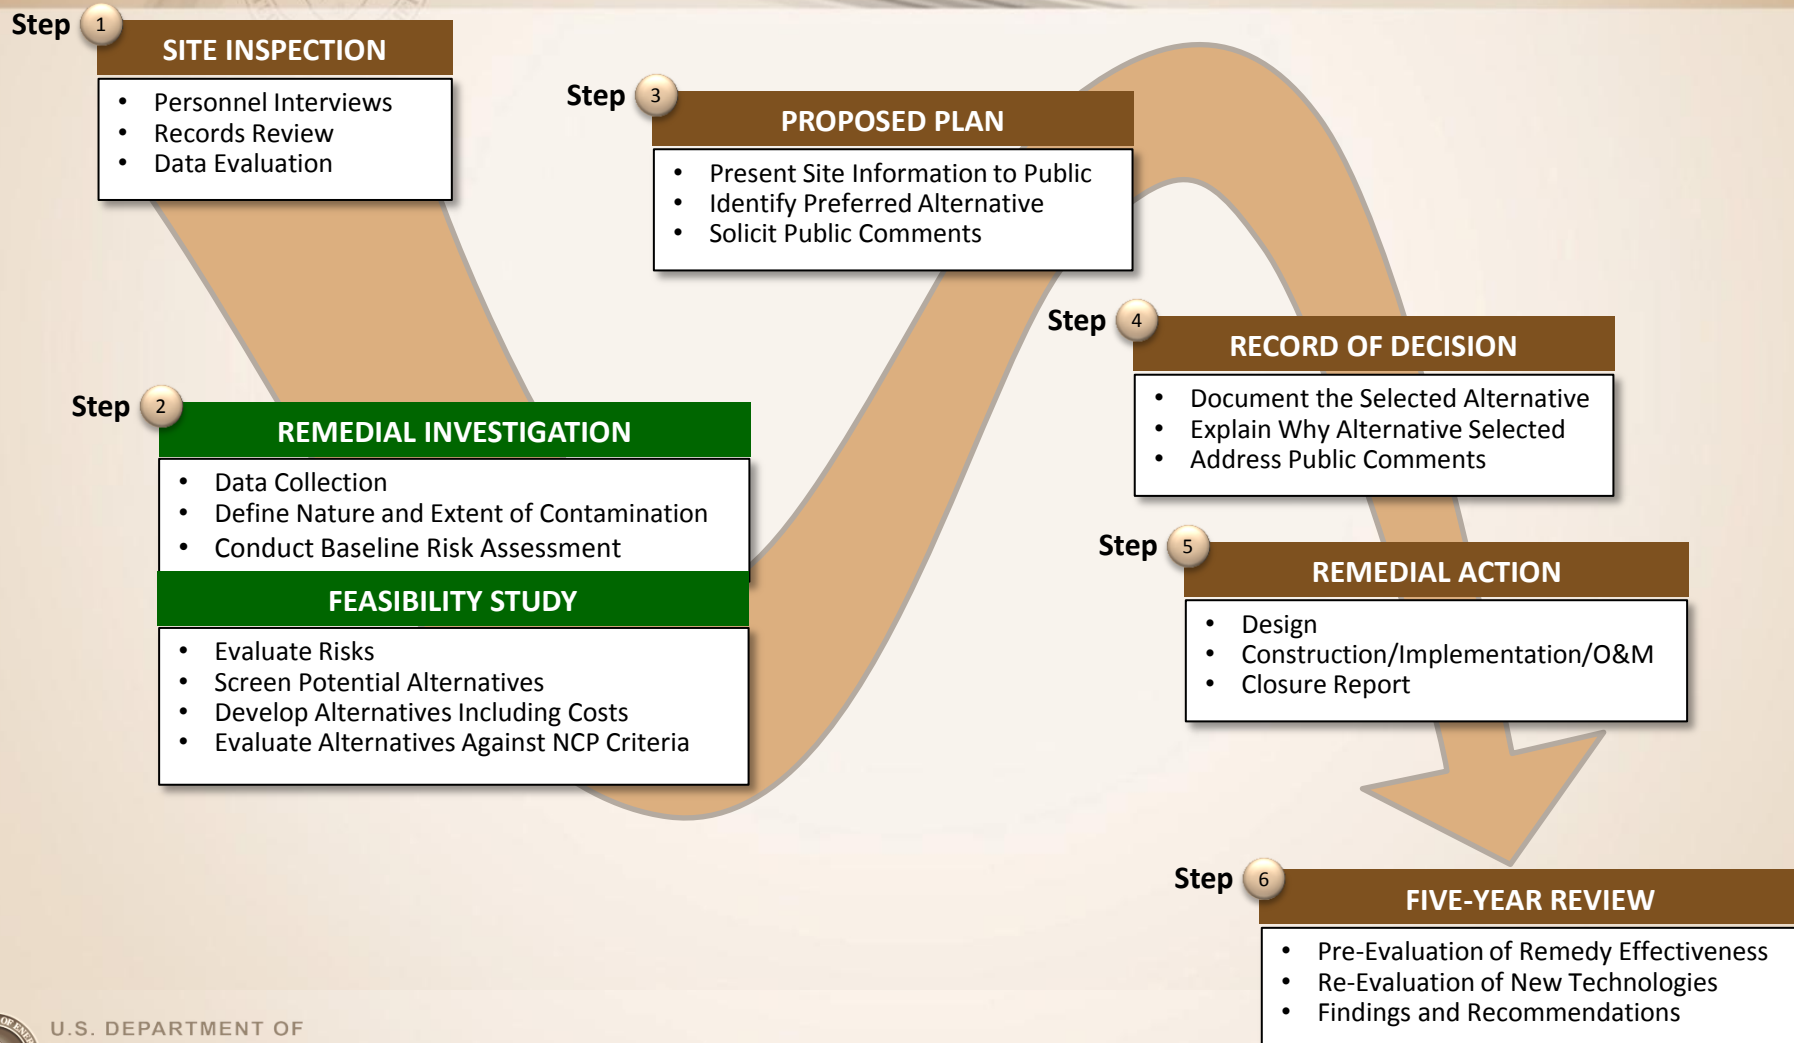 Step 1
SITE INSPECTION
• Personnel Interviews
• Records Review
• Data Evaluation
Step 2
REMEDIAL INVESTIGATION
• Data Collection
• Define Nature and Extent of Contamination
• Conduct Baseline Risk Assessment
FEASIBILITY STUDY
• Evaluate Risks
• Screen Potential Alternatives
• Develop Alternatives Including Costs
• Evaluate Alternatives Against NCP Criteria
Step 3
PROPOSED PLAN
• Present Site Information to Public
• Identify Preferred Alternative
• Solicit Public Comments
Step 4
RECORD OF DECISION
• Document the Selected Alternative
• Explain Why Alternative Selected
• Address Public Comments
Step 5
REMEDIAL ACTION
• Design
• Construction/Implementation/O&M
• Closure Report
Step 6
FIVE-YEAR REVIEW
• Pre-Evaluation of Remedy Effectiveness
• Re-Evaluation of New Technologies
• Findings and Recommendations
U.S. DEPARTMENT OF